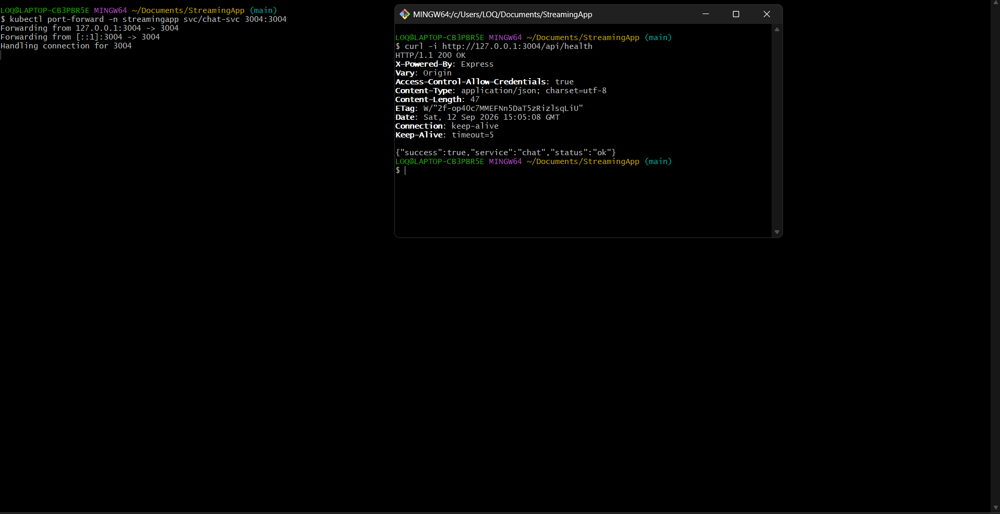 LOQ@LAPTOP-CB3PBR5E MINGW64 ~/Documents/StreamingApp (main)
$ kubectl port-forward -n streamingapp svc/chat-svc 3004:3004
Forwarding from 127.0.0.1:3004 -> 3004
Forwarding from [::1]:3004 -> 3004
Handling connection for 3004
MINGW64:/c/Users/LOQ/Documents/StreamingApp
LOQ@LAPTOP-CB3PBR5E MINGW64 ~/Documents/StreamingApp (main)
$ curl -i http://127.0.0.1:3004/api/health
HTTP/1.1 200 OK
X-Powered-By: Express
Vary: Origin
Access-Control-Allow-Credentials: true
Content-Type: application/json; charset=utf-8
Content-Length: 47
ETag: W/"2f-op4Oc7MMEFNn5DaT5zRizlsqLiU"
Date: Sat, 12 Sep 2026 15:05:08 GMT
Connection: keep-alive
Keep-Alive: timeout=5
{"success":true,"service":"chat","status":"ok"}
LOQ@LAPTOP-CB3PBR5E MINGW64 ~/Documents/StreamingApp (main)
$